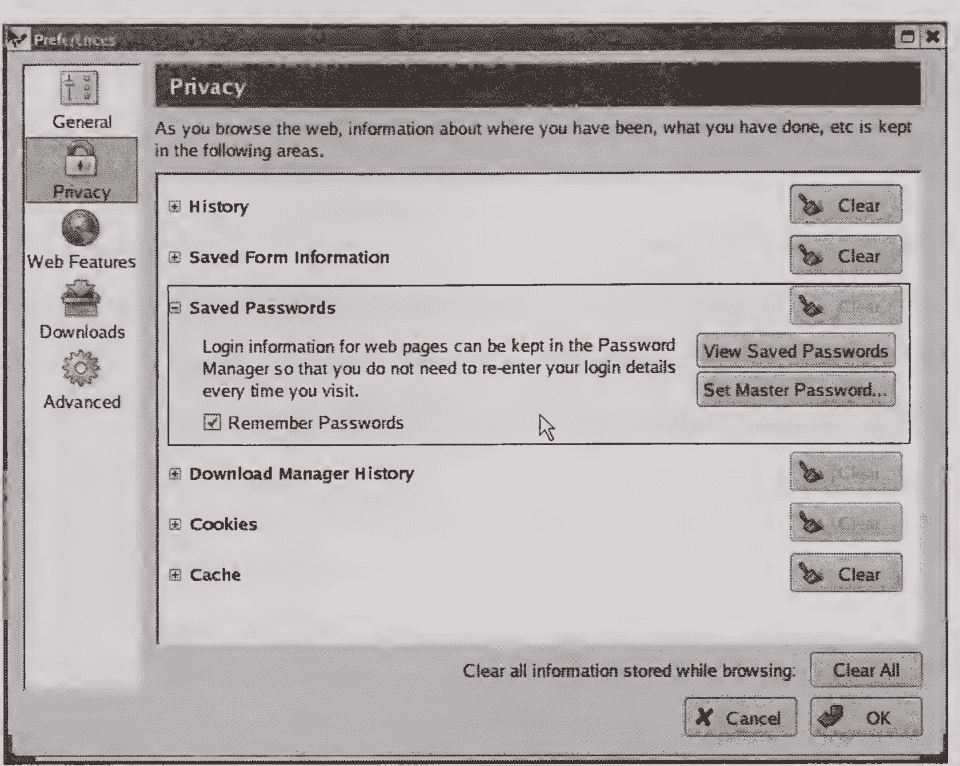 Preferences
General
Privacy
Web Features
Downloads
Advanced
Privacy
As you browse the web, information about where you have been, what you have done, etc is kept
in the following areas.
History
Clear
Saved Form Information
Clear
Saved Passwords
Clear
Login information for web pages can be kept in the Password
Manager so that you do not need to re-enter your login details
every time you visit.
View Saved Passwords
Set Master Password...
Remember Passwords
Download Manager History
Clear
Cookies
Clear
Cache
Clear
Clear all information stored while browsing:
Clear All
Cancel
OK